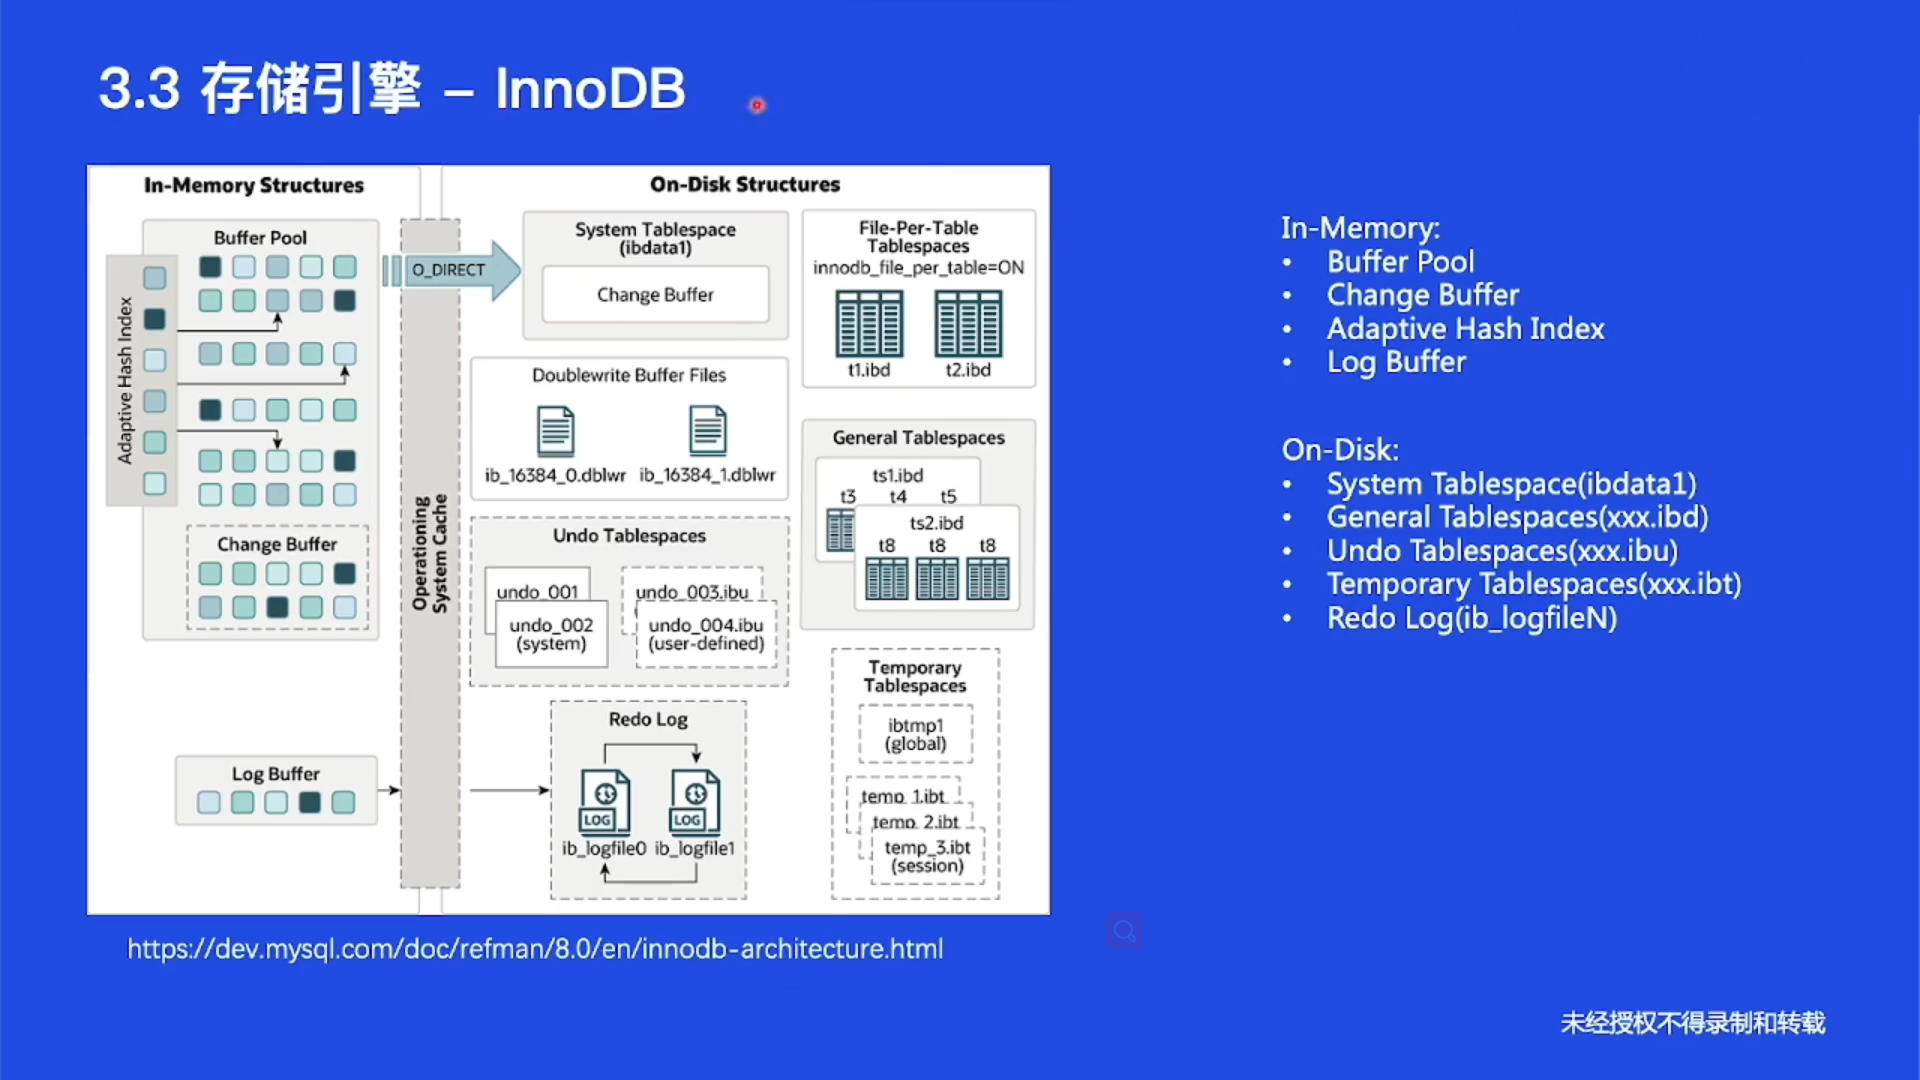 3.3 存储引擎 – InnoDB
In-Memory Structures
Buffer Pool
Adaptive Hash Index
Change Buffer
Log Buffer
Operationing
System Cache
O_DIRECT
On-Disk Structures
System Tablespace
(ibdata1)
Change Buffer
Doublewrite Buffer Files
ib_16384_0.dblwr ib_16384_1.dblwr
Undo Tablespaces
undo_001
undo_002
(system)
undo_003.ibu
undo_004.ibu
(user-defined)
Redo Log
LOG LOG
ib_logfile0 ib_logfile1
File-Per-Table
Tablespaces
innodb_file_per_table=ON
t1.ibd t2.ibd
General Tablespaces
ts1.ibd
t3 t4 t5
ts2.ibd
t8 t8 t8
Temporary
Tablespaces
ibtmp1
(global)
temp_1.ibt
temp_2.ibt
temp_3.ibt
(session)
https://dev.mysql.com/doc/refman/8.0/en/innodb-architecture.html
In-Memory:
• Buffer Pool
• Change Buffer
• Adaptive Hash Index
• Log Buffer
On-Disk:
• System Tablespace(ibdata1)
• General Tablespaces(xxx.ibd)
• Undo Tablespaces(xxx.ibu)
• Temporary Tablespaces(xxx.ibt)
• Redo Log(ib_logfileN)
未经授权不得录制和转载